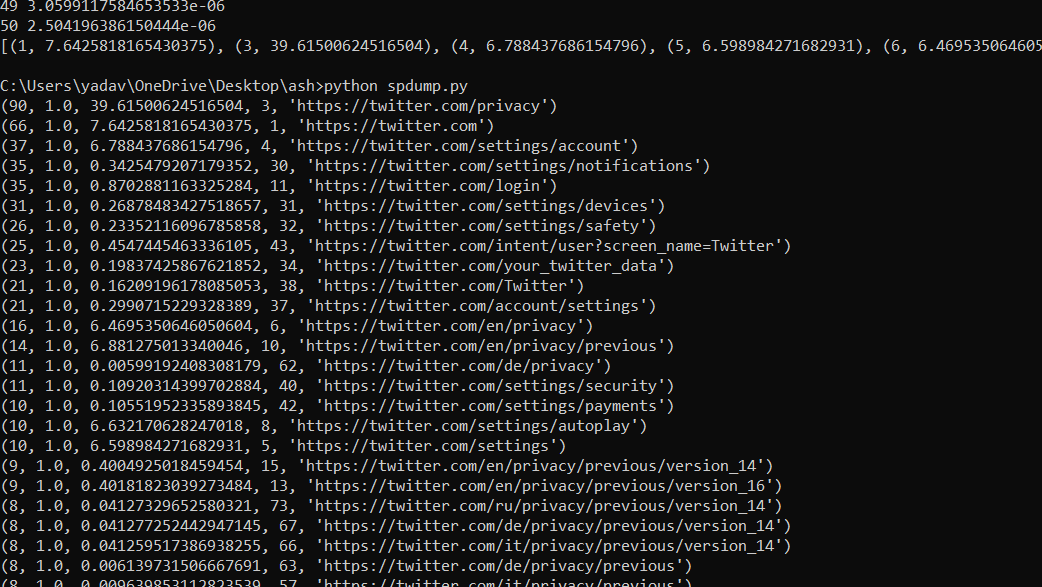 49 3.0599117584653533e-06
50 2.504196386150444e-06
[(1, 7.6425818165430375), (3, 39.61500624516504), (4, 6.788437686154796), (5, 6.598984271682931), (6, 6.469535064605
C:\Users\yadav\OneDrive\Desktop\ash>python spdump.py
(90, 1.0, 39.61500624516504, 3, 'https://twitter.com/privacy')
(66, 1.0, 7.6425818165430375, 1, 'https://twitter.com')
(37, 1.0, 6.788437686154796, 4, 'https://twitter.com/settings/account')
(35, 1.0, 0.3425479207179352, 30, 'https://twitter.com/settings/notifications')
(35, 1.0, 0.8702881163325284, 11, 'https://twitter.com/login')
(31, 1.0, 0.26878483427518657, 31, 'https://twitter.com/settings/devices')
(26, 1.0, 0.23352116096785858, 32, 'https://twitter.com/settings/safety')
(25, 1.0, 0.4547445463336105, 43, 'https://twitter.com/intent/user?screen_name=Twitter')
(23, 1.0, 0.19837425867621852, 34, 'https://twitter.com/your_twitter_data')
(21, 1.0, 0.16209196178085053, 38, 'https://twitter.com/Twitter')
(21, 1.0, 0.2990715229328389, 37, 'https://twitter.com/account/settings')
(16, 1.0, 6.4695350646050604, 6, 'https://twitter.com/en/privacy')
(14, 1.0, 6.881275013340046, 10, 'https://twitter.com/en/privacy/previous')
(11, 1.0, 0.00599192408308179, 62, 'https://twitter.com/de/privacy')
(11, 1.0, 0.10920314399702884, 40, 'https://twitter.com/settings/security')
(10, 1.0, 0.10551952335893845, 42, 'https://twitter.com/settings/payments')
(10, 1.0, 6.632170628247018, 8, 'https://twitter.com/settings/autoplay')
(10, 1.0, 6.598984271682931, 5, 'https://twitter.com/settings')
(9, 1.0, 0.4004925018459454, 15, 'https://twitter.com/en/privacy/previous/version_14')
(9, 1.0, 0.40181823039273484, 13, 'https://twitter.com/en/privacy/previous/version_16')
(8, 1.0, 0.04127329652580321, 73, 'https://twitter.com/ru/privacy/previous/version_14')
(8, 1.0, 0.041277252442947145, 67, 'https://twitter.com/de/privacy/previous/version_14')
(8, 1.0, 0.041259517386938255, 66, 'https://twitter.com/it/privacy/previous/version_14')
(8, 1.0, 0.006139731506667691, 63, 'https://twitter.com/de/privacy/previous')
(8, 1.0, 0.009639853112823539, 57, 'https://twitter.com/it/privacy/previous')